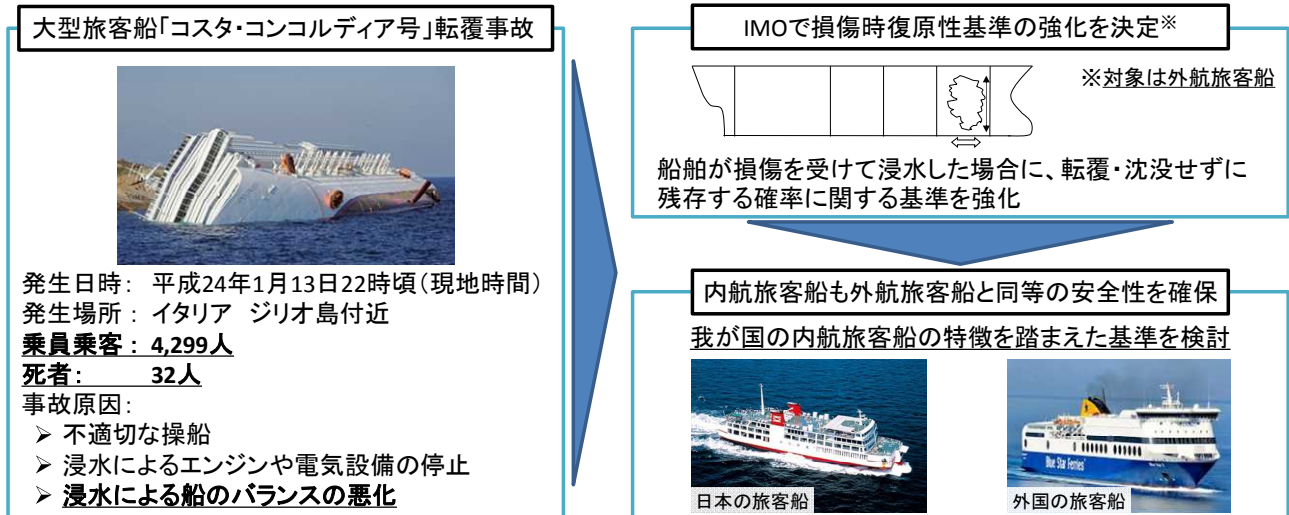 大型旅客船「コスタ・コンコルディア号」転覆事故
発生日時： 平成24年1月13日22時頃（現地時間）
発生場所： イタリア ジリオ島付近
乗員乗客： 4,299人
死者： 32人
事故原因：
➢ 不適切な操船
➢ 浸水によるエンジンや電気設備の停止
➢ 浸水による船のバランスの悪化
IMOで損傷時復原性基準の強化を決定※
※対象は外航旅客船
船舶が損傷を受けて浸水した場合に、転覆・沈没せずに
残存する確率に関する基準を強化
内航旅客船も外航旅客船と同等の安全性を確保
我が国の内航旅客船の特徴を踏まえた基準を検討
日本の旅客船
Blue Star Ferries
外国の旅客船